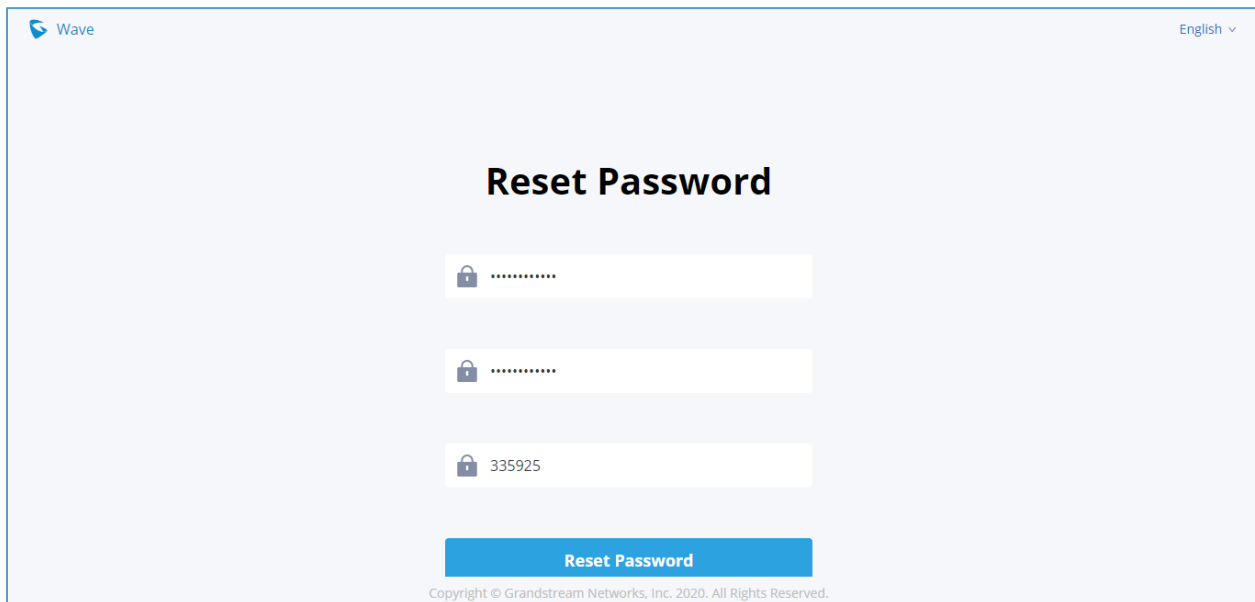 Wave
English
Reset Password
••••••••••••
••••••••••••
335925
Reset Password
Copyright © Grandstream Networks, Inc. 2020. All Rights Reserved.